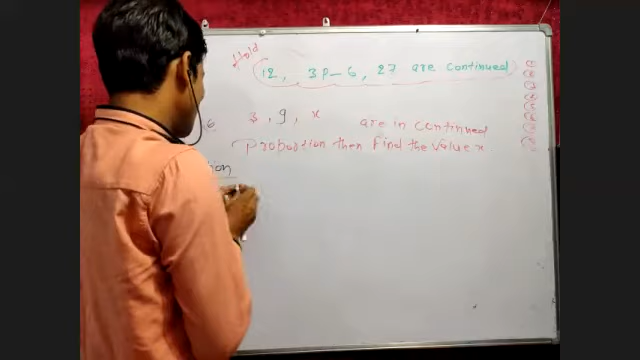 Hold
12, 3P-6, 27 are continued
6 3, 9, x are in continued
Proportion then find the value x
ion